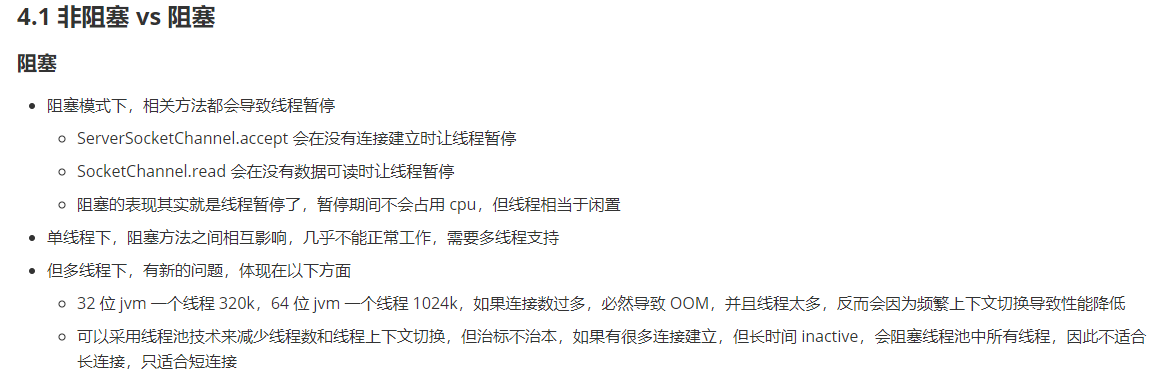 4.1 非阻塞 vs 阻塞
阻塞
阻塞模式下，相关方法都会导致线程暂停
ServerSocketChannel.accept 会在没有连接建立时让线程暂停
SocketChannel.read 会在没有数据可读时让线程暂停
阻塞的表现其实就是线程暂停了，暂停期间不会占用 cpu，但线程相当于闲置
单线程下，阻塞方法之间相互影响，几乎不能正常工作，需要多线程支持
但多线程下，有新的问题，体现在以下方面
32 位 jvm 一个线程 320k，64 位 jvm 一个线程 1024k，如果连接数过多，必然导致 OOM，并且线程太多，反而会因为频繁上下文切换导致性能降低
可以采用线程池技术来减少线程数和线程上下文切换，但治标不治本，如果有很多连接建立，但长时间 inactive，会阻塞线程池中所有线程，因此不适合
长连接，只适合短连接